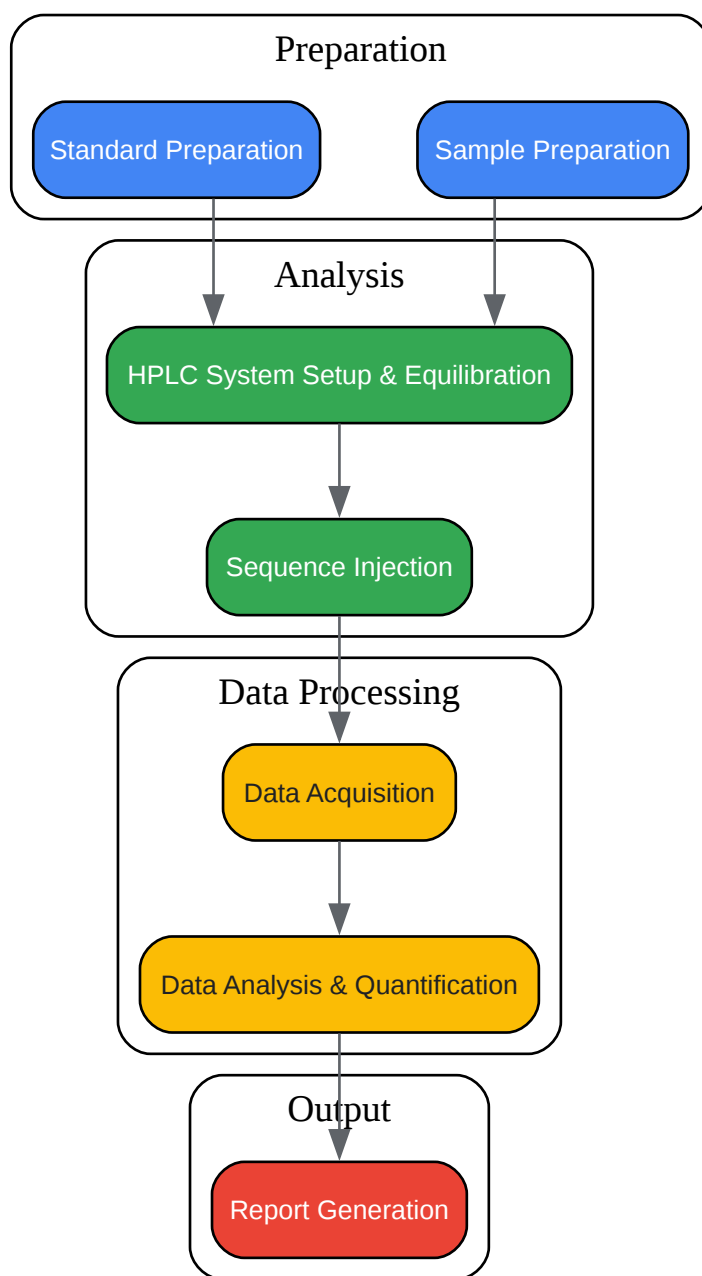 Preparation
Standard Preparation
Sample Preparation
Analysis
HPLC System Setup & Equilibration
Sequence Injection
Data Processing
Data Acquisition
Data Analysis & Quantification
Output
Report Generation